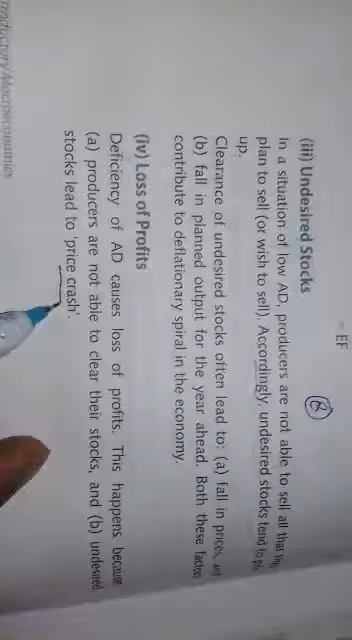 = EF
(iii) Undesired Stocks
In a situation of low AD, producers are not able to sell all that
plan to sell (or wish to sell). Accordingly, undesired stocks tend to
up.
Clearance of undesired stocks often lead to: (a) fall in prices, and
(b) fall in planned output for the year ahead. Both these factors
contribute to deflationary spiral in the economy.
(iv) Loss of Profits
Deficiency of AD causes loss of profits. This happens because
(a) producers are not able to clear their stocks, and (b) undesired
stocks lead to 'price crash'.
Introductory Macroeconomics